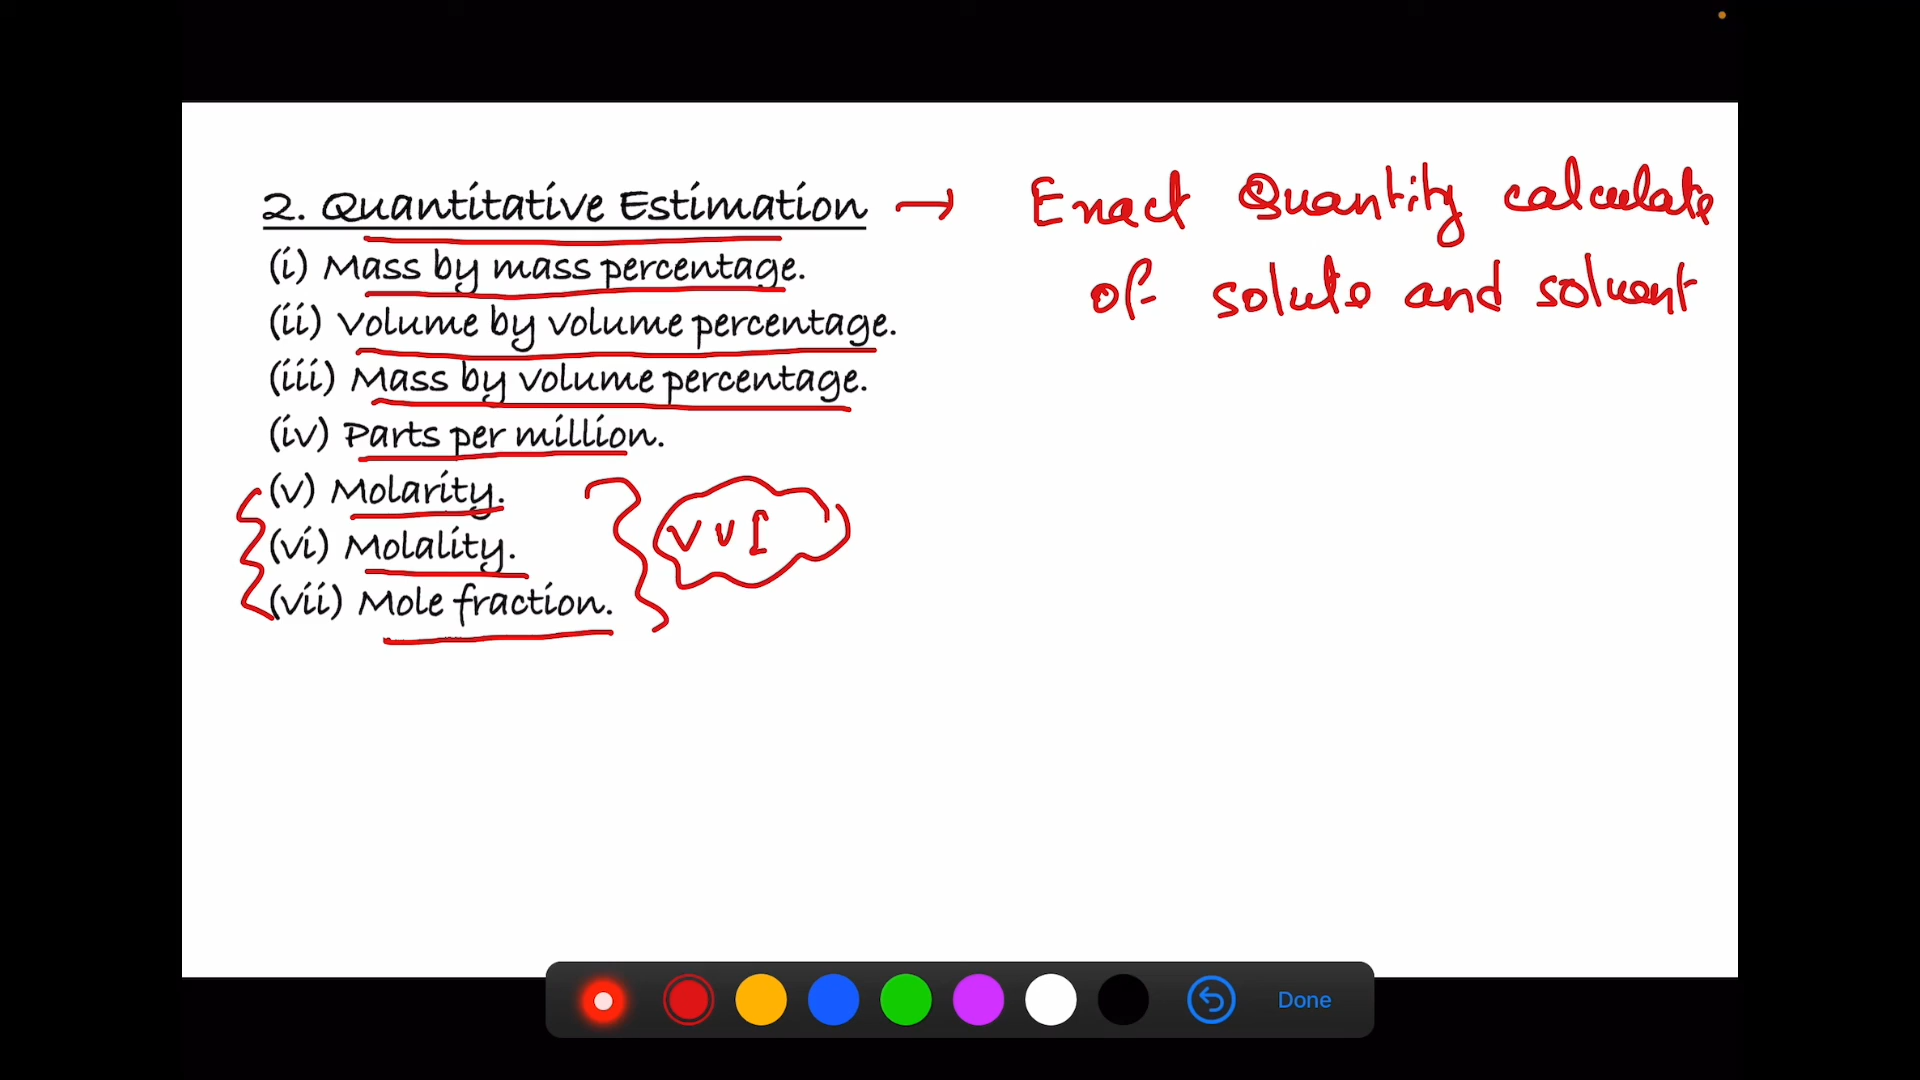 2. Quantitative Estimation → Exact Quantity calculate
of solute and solvent
(i) Mass by mass percentage.
(ii) Volume by volume percentage.
(iii) Mass by volume percentage.
(iv) Parts per million.
(v) Molarity.
(vi) Molality.
(vii) Mole fraction.
VVI
Done